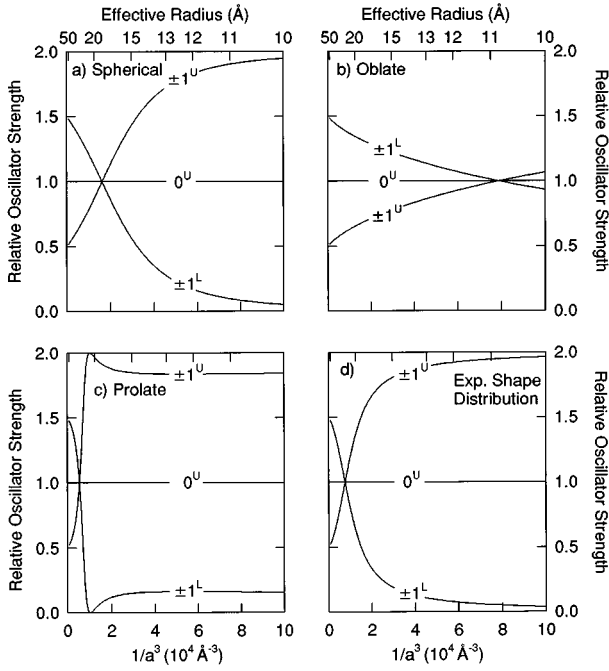 Effective Radius (Å) Effective Radius (Å)
50 20 15 13 12 11 10 50 20 15 13 12 11 10
2.0 a) Spherical ±1ᵁ b) Oblate 2.0
1.5 ±1ᴸ 1.5
1.0 0ᵁ 0ᵁ 1.0
0.5 ±1ᴸ ±1ᵁ 0.5
0.0 0.0
Relative Oscillator Strength Relative Oscillator Strength
2.0 c) Prolate ±1ᵁ d) ±1ᵁ Exp. Shape Distribution 2.0
1.5 1.5
1.0 0ᵁ 0ᵁ 1.0
0.5 ±1ᴸ ±1ᴸ 0.5
0.0 0.0
Relative Oscillator Strength Relative Oscillator Strength
0 2 4 6 8 10 0 2 4 6 8 10
1/a³ (10⁴ Å⁻³) 1/a³ (10⁴ Å⁻³)